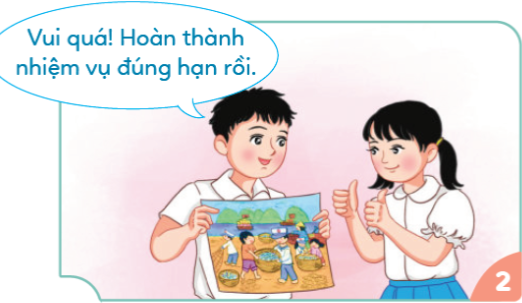 Vui quá! Hoàn thành
nhiệm vụ đúng hạn rồi.
2